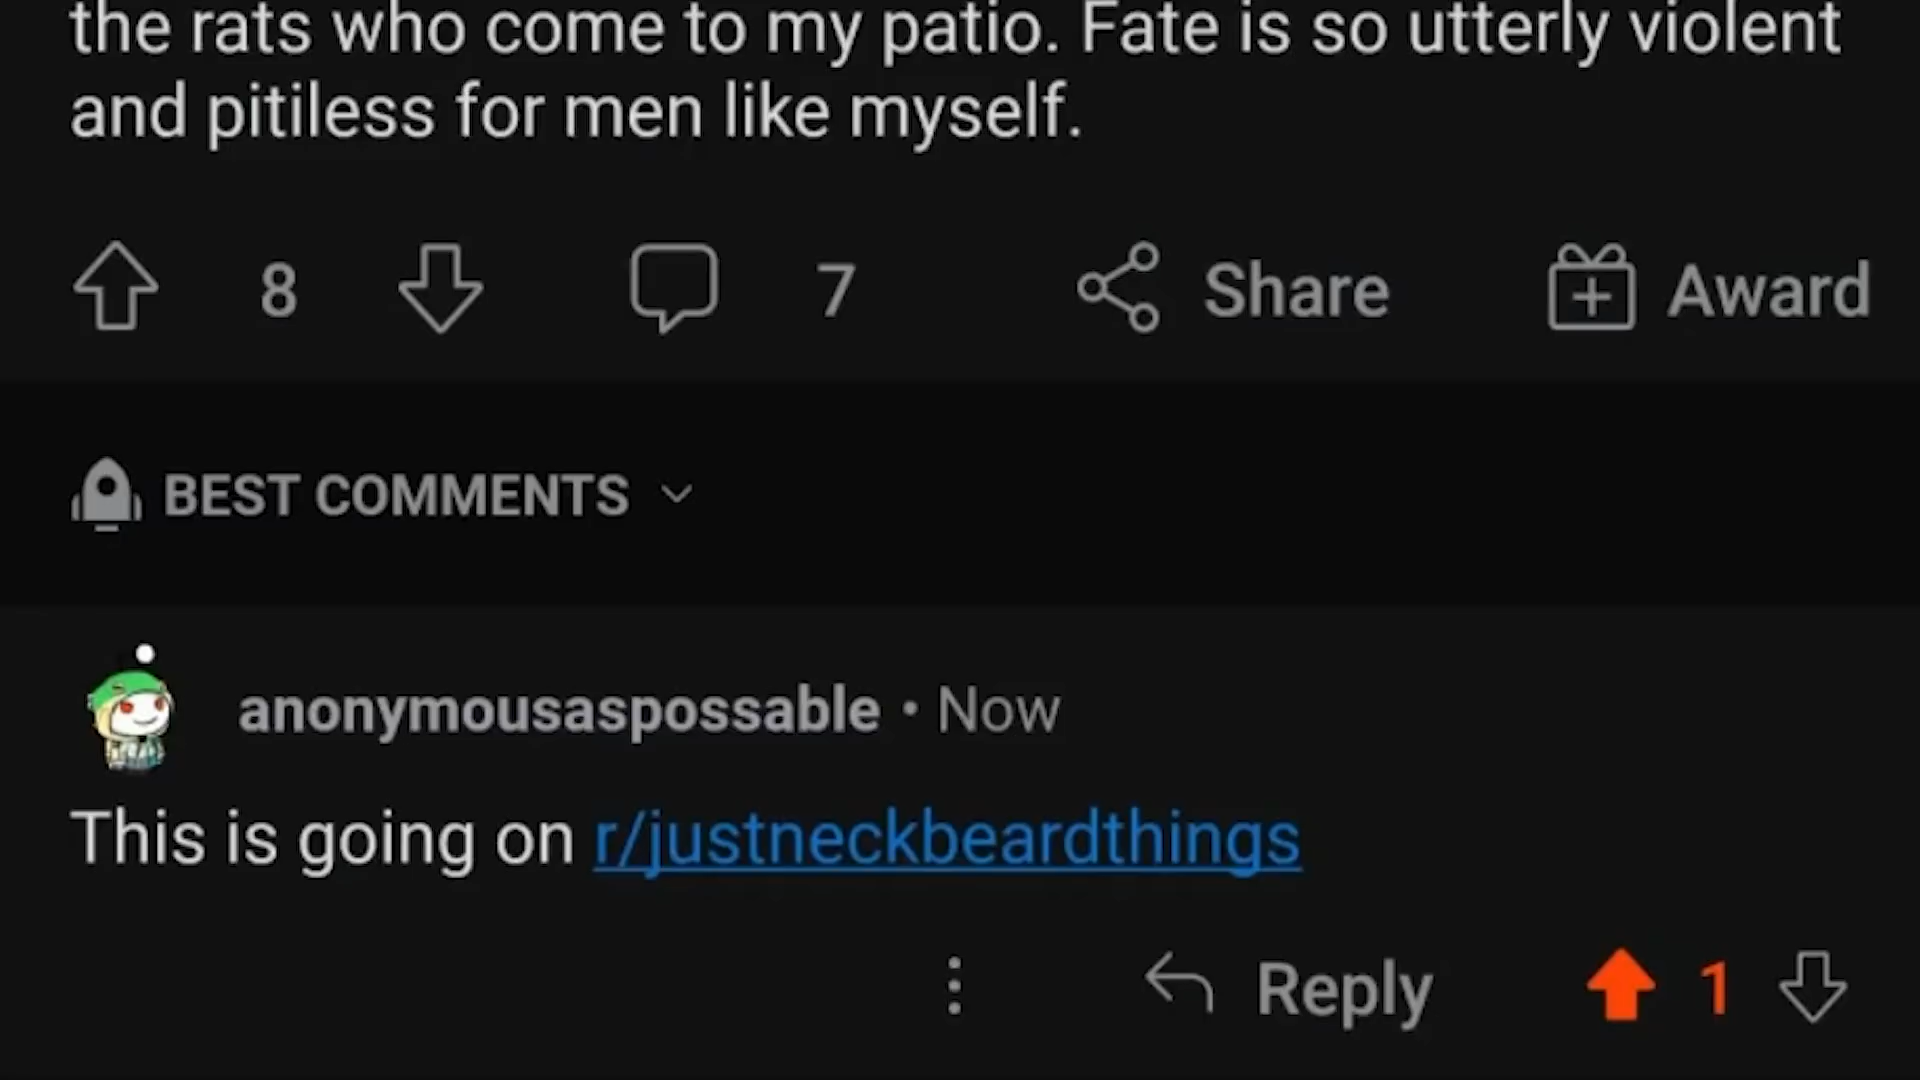 the rats who come to my patio. Fate is so utterly violent
and pitiless for men like myself.
8 7 Share Award
BEST COMMENTS
anonymousaspossable • Now
This is going on r/justneckbeardthings
Reply 1